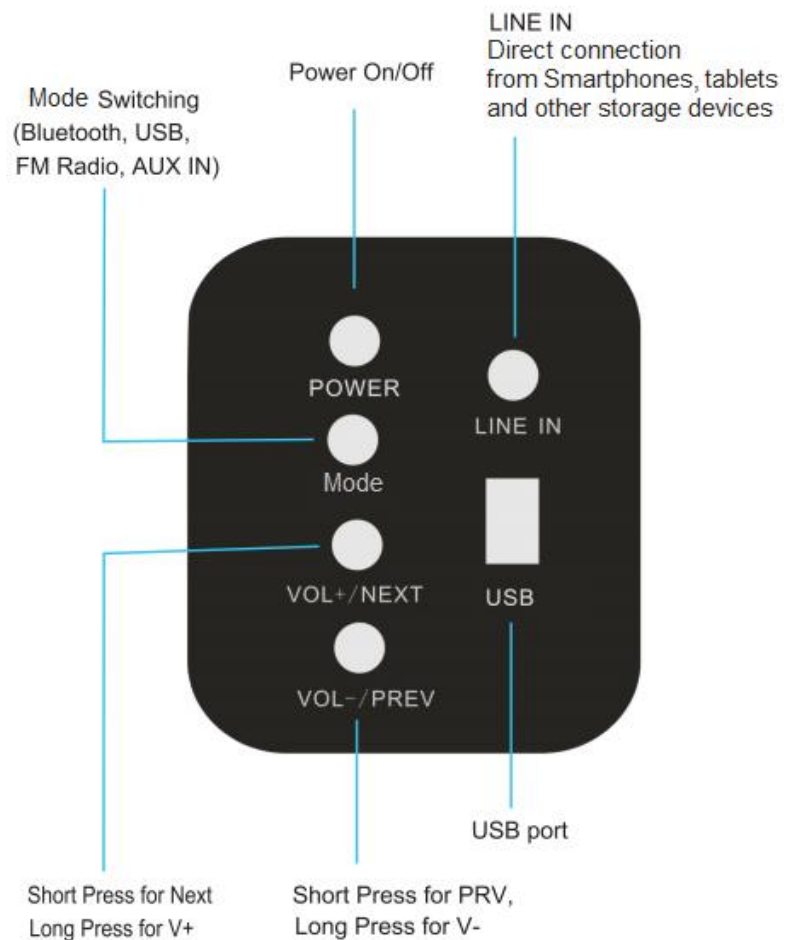 LINE IN
Direct connection
from Smartphones, tablets
and other storage devices
Power On/Off
Mode Switching
(Bluetooth, USB,
FM Radio, AUX IN)
POWER
LINE IN
Mode
VOL+/NEXT
USB
VOL-/PREV
USB port
Short Press for Next
Long Press for V+
Short Press for PRV,
Long Press for V-